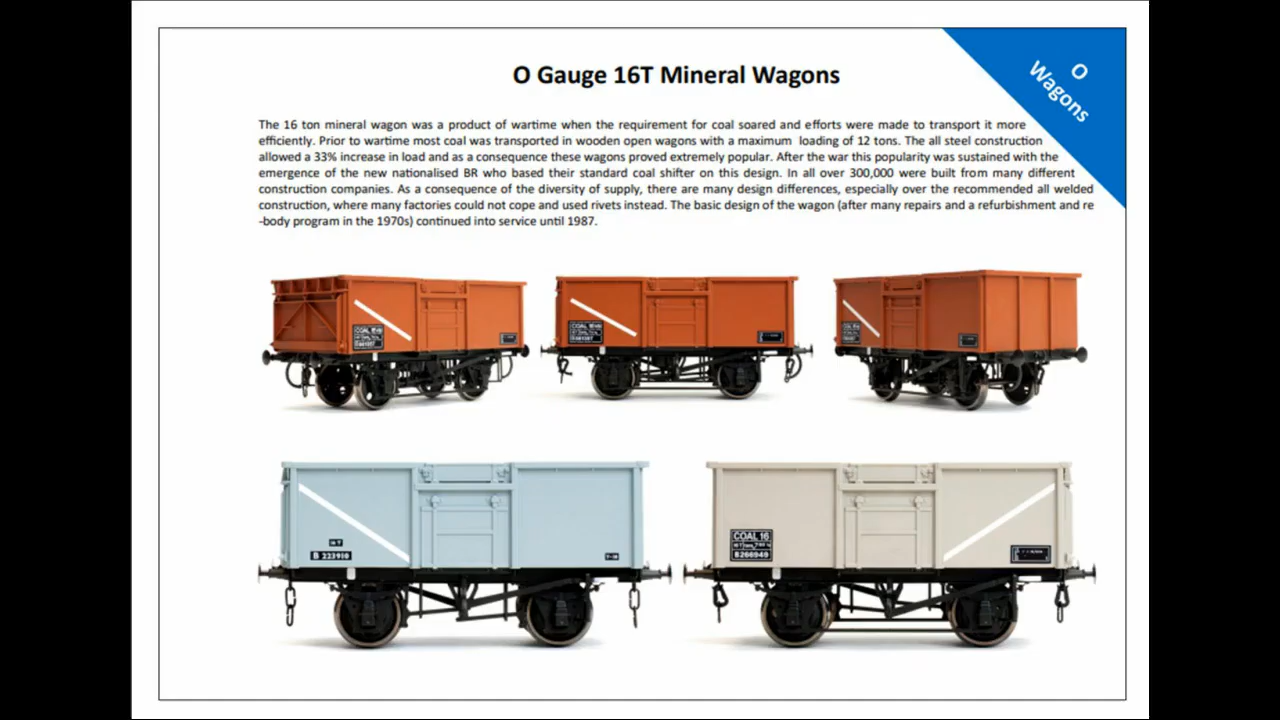 O Gauge 16T Mineral Wagons
O
Wagons
The 16 ton mineral wagon was a product of wartime when the requirement for coal soared and efforts were made to transport it more
efficiently. Prior to wartime most coal was transported in wooden open wagons with a maximum loading of 12 tons. The all steel construction
allowed a 33% increase in load and as a consequence these wagons proved extremely popular. After the war this popularity was sustained with the
emergence of the new nationalised BR who based their standard coal shifter on this design. In all over 300,000 were built from many different
construction companies. As a consequence of the diversity of supply, there are many design differences, especially over the recommended all welded
construction, where many factories could not cope and used rivets instead. The basic design of the wagon (after many repairs and a refurbishment and re
-body program in the 1970s) continued into service until 1987.
COAL 16
COAL 16
COAL
16 T
B 223910
COAL 16
B266949